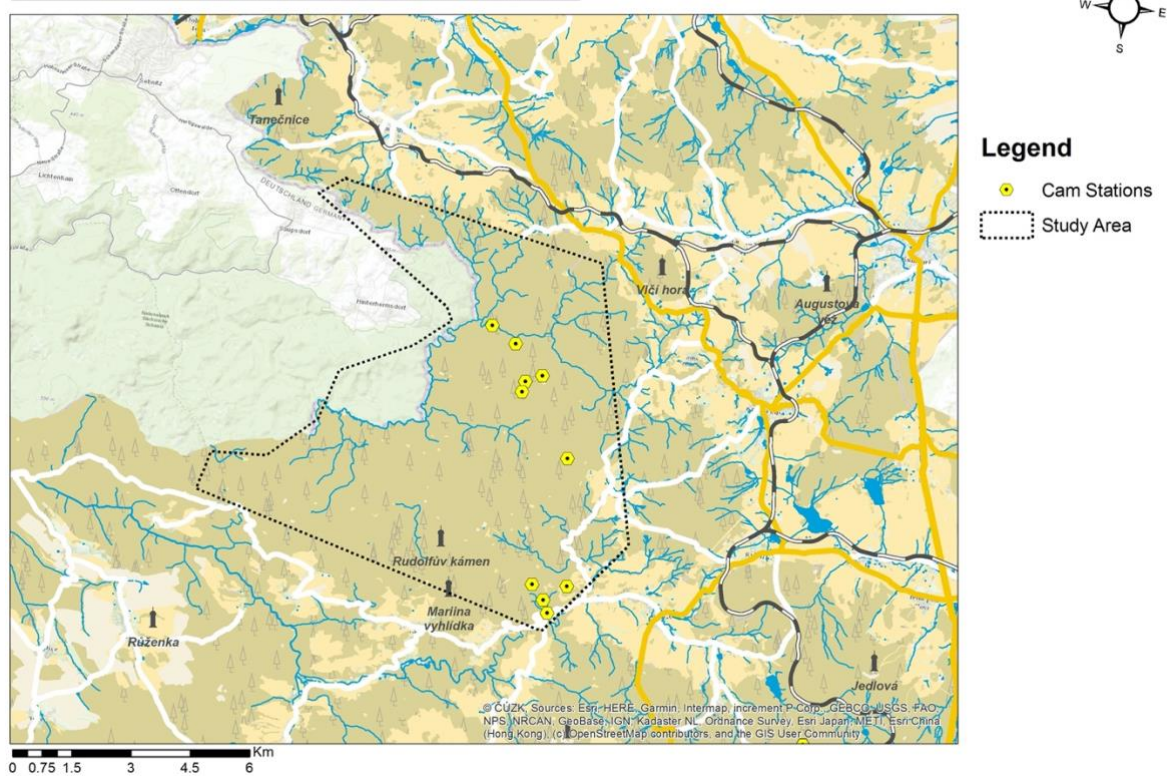 W E
S
Tanečnice
Lichtenhain
DEUTSCHLAND GERMANY
Hinterhermsdorf
Vlčí hora
Augustova
věž
Rudolfův kámen
Mariina
vyhlídka
Růženka
Jedlová
© ČÚZK, Sources: Esri, HERE, Garmin, Intermap, increment P Corp., GEBCO, USGS, FAO,
NPS, NRCAN, GeoBase, IGN, Kadaster NL, Ordnance Survey, Esri Japan, METI, Esri China
(Hong Kong), (c) OpenStreetMap contributors, and the GIS User Community
Legend
Cam Stations
Study Area
Km
0 0.75 1.5 3 4.5 6